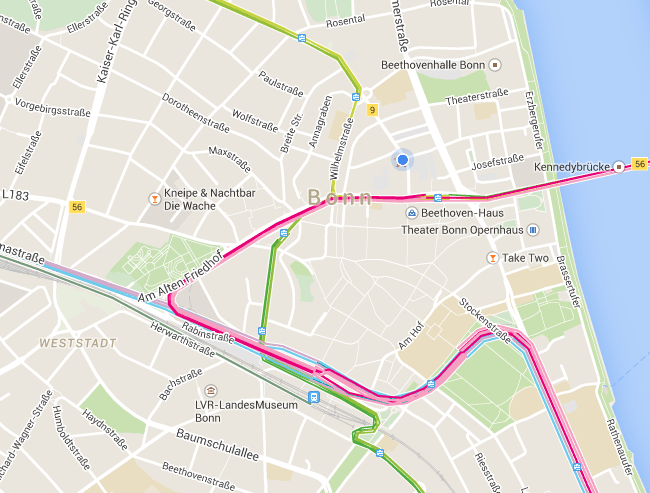 Georgstraße
Rosental
Rosental
Ellerstraße
Kaiser-Karl-Ring
merstraße
Beethovenhalle Bonn
Ellerstraße
Paulstraße
Theaterstraße
Vorgebirgsstraße
Dorotheenstraße
Wolfstraße
Breite Str.
Annagraben
9
Erzbergerufer
Eifelstraße
Maxstraße
Wilhelmstraße
Josefstraße
Kennedybrücke
56
L183
Kneipe & Nachtbar
Die Wache
Bonn
56
Beethoven-Haus
Theater Bonn Opernhaus
nastraße
Am Alten Friedhof
Take Two
Brassertufer
Stockenstraße
Rabinstraße
Am Hof
WESTSTADT
Herwarthstraße
Bachstraße
LVR-LandesMuseum
Bonn
chard-Wagner-Straße
Humboldtstraße
Haydnstraße
Baumschulallee
Rathenauufer
Beethovenstraße
Riesstraße
Lennéstr